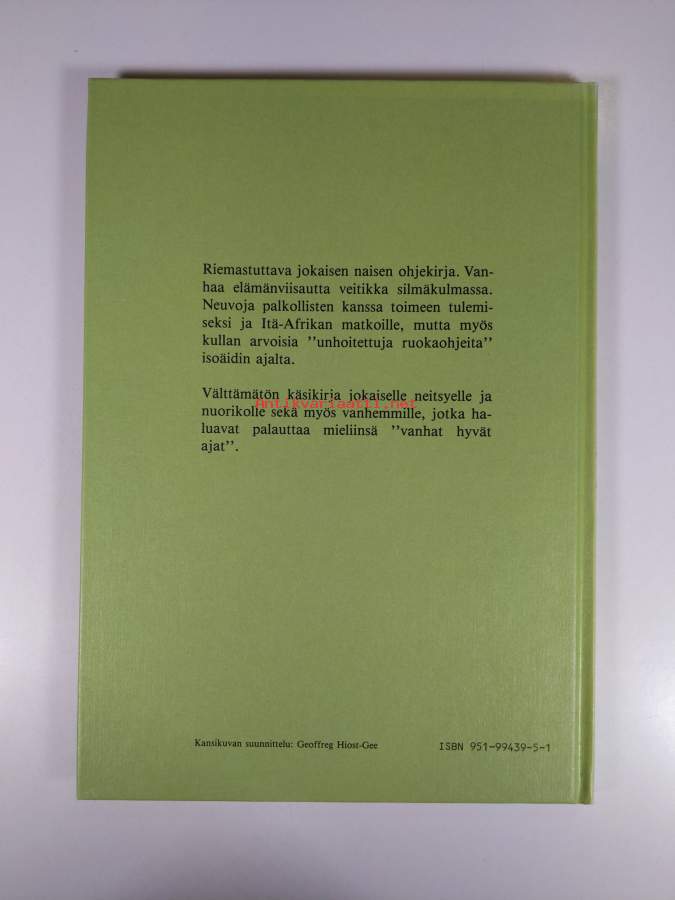 Riemastuttava jokaisen naisen ohjekirja. Van-
haa elämänviisautta veitikka silmäkulmassa.
Neuvoja palkollisten kanssa toimeen tulemi-
seksi ja Itä-Afrikan matkoille, mutta myös
kullan arvoisia ”unhoitettuja ruokaohjeita”
isoäidin ajalta.
Välttämätön käsikirja jokaiselle neitsyelle ja
Antikvariaatti.net
nuorikolle sekä myös vanhemmille, jotka ha-
luavat palauttaa mieliinsä ”vanhat hyvät
ajat”.
Kansikuvan suunnittelu: Geoffreg Hiost-Gee
ISBN 951-99439-5-1